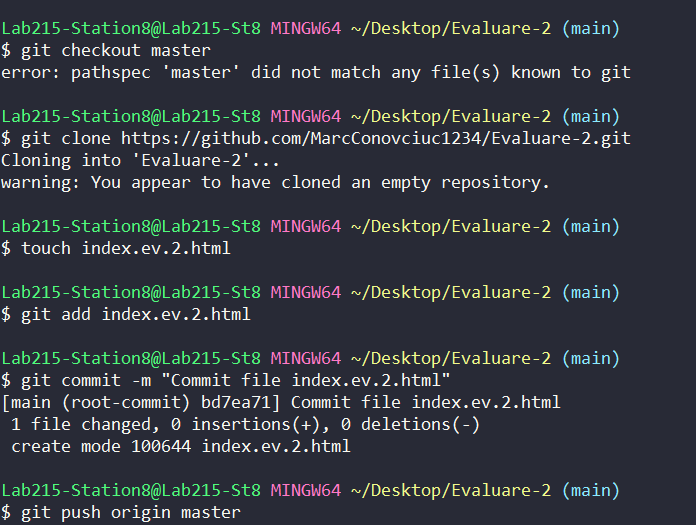 Lab215-Station8@Lab215-St8 MINGW64 ~/Desktop/Evaluare-2 (main)
$ git checkout master
error: pathspec 'master' did not match any file(s) known to git
Lab215-Station8@Lab215-St8 MINGW64 ~/Desktop/Evaluare-2 (main)
$ git clone https://github.com/MarcConovciuc1234/Evaluare-2.git
Cloning into 'Evaluare-2'...
warning: You appear to have cloned an empty repository.
Lab215-Station8@Lab215-St8 MINGW64 ~/Desktop/Evaluare-2 (main)
$ touch index.ev.2.html
Lab215-Station8@Lab215-St8 MINGW64 ~/Desktop/Evaluare-2 (main)
$ git add index.ev.2.html
Lab215-Station8@Lab215-St8 MINGW64 ~/Desktop/Evaluare-2 (main)
$ git commit -m "Commit file index.ev.2.html"
[main (root-commit) bd7ea71] Commit file index.ev.2.html
 1 file changed, 0 insertions(+), 0 deletions(-)
 create mode 100644 index.ev.2.html
Lab215-Station8@Lab215-St8 MINGW64 ~/Desktop/Evaluare-2 (main)
$ git push origin master